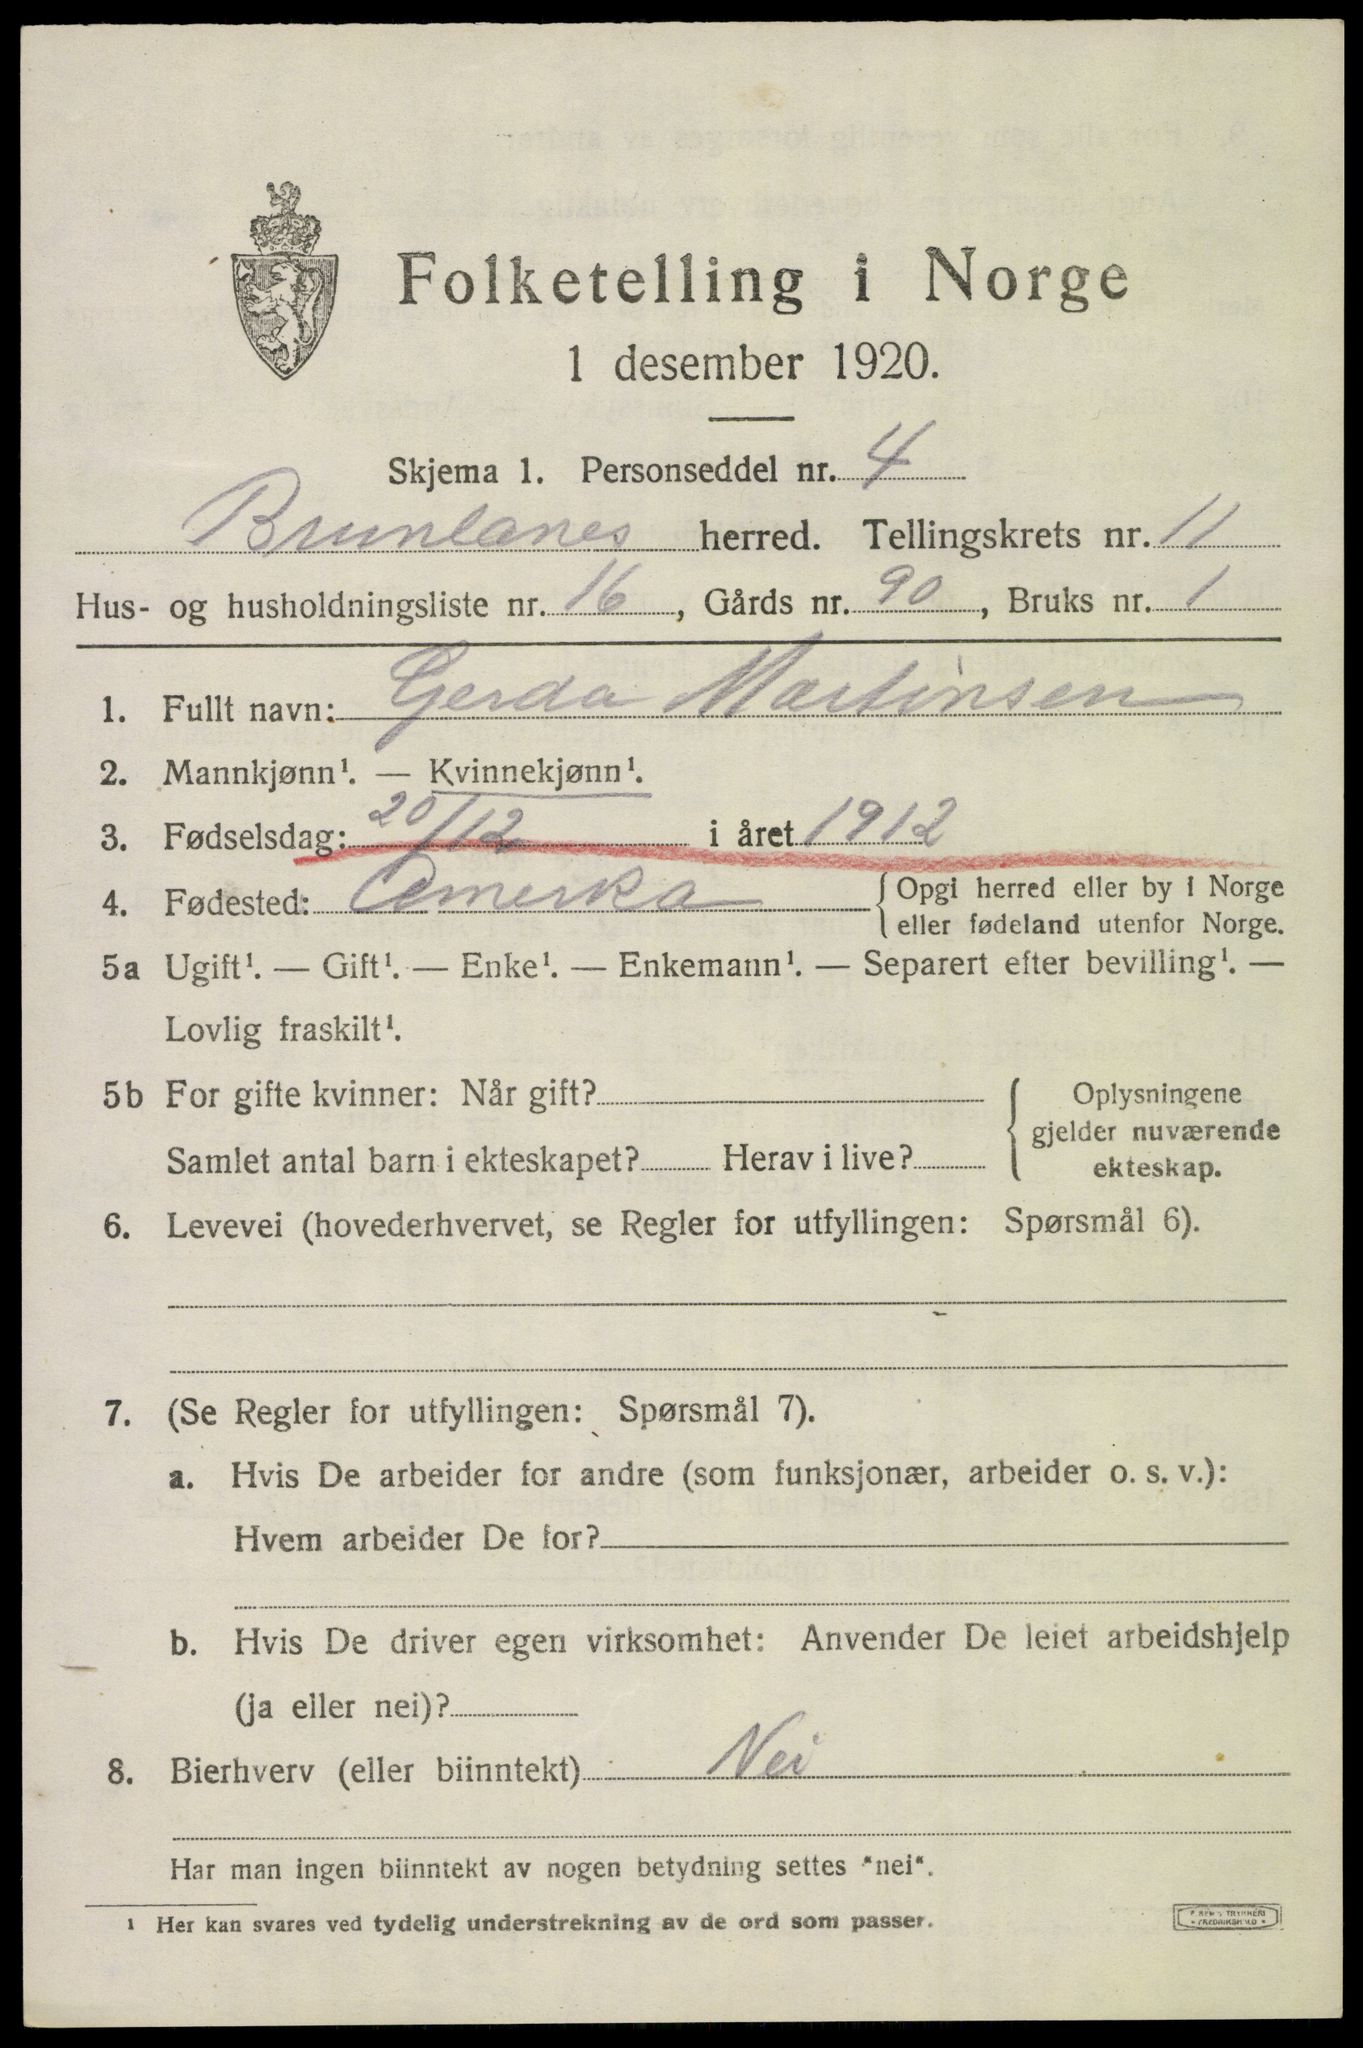 Folketelling i Norge
1 desember 1920.
Skjema 1. Personseddel nr. 4
Brunlanes herred. Tellingskrets nr. 11
Hus- og husholdningsliste nr. 16, Gårds nr. 90, Bruks nr. 1
1. Fullt navn: Gerda Martinsen
2. Mannkjønn¹. — Kvinnekjønn¹.
3. Fødselsdag: 20/12 i året 1912
4. Fødested: Amerka {Opgi herred eller by i Norge
eller fødeland utenfor Norge.
5a Ugift¹. — Gift¹. — Enke¹. — Enkemann¹. — Separert efter bevilling¹. —
Lovlig fraskilt¹.
5b For gifte kvinner: Når gift?
Samlet antal barn i ekteskapet? Herav i live?
{Oplysningene
gjelder nuværende
ekteskap.
6. Levevei (hovederhvervet, se Regler for utfyllingen: Spørsmål 6).
7. (Se Regler for utfyllingen: Spørsmål 7).
a. Hvis De arbeider for andre (som funksjonær, arbeider o. s. v.):
Hvem arbeider De for?
b. Hvis De driver egen virksomhet: Anvender De leiet arbeidshjelp
(ja eller nei)?
8. Bierhverv (eller biinntekt) Nei
Har man ingen biinntekt av nogen betydning settes "nei".
¹ Her kan svares ved tydelig understrekning av de ord som passer.